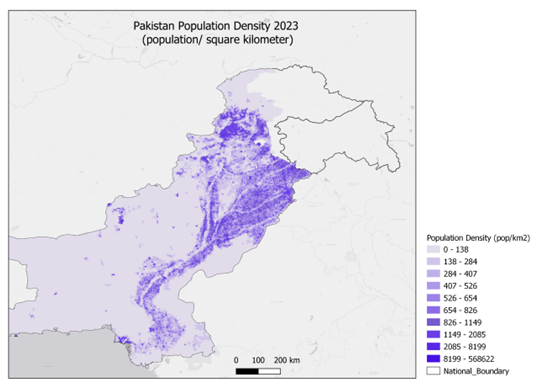 Pakistan Population Density 2023
(population/ square kilometer)
Population Density (pop/km2)
0 - 138
138 - 284
284 - 407
407 - 526
526 - 654
654 - 826
826 - 1149
1149 - 2085
2085 - 8199
8199 - 568622
National_Boundary
0 100 200 km